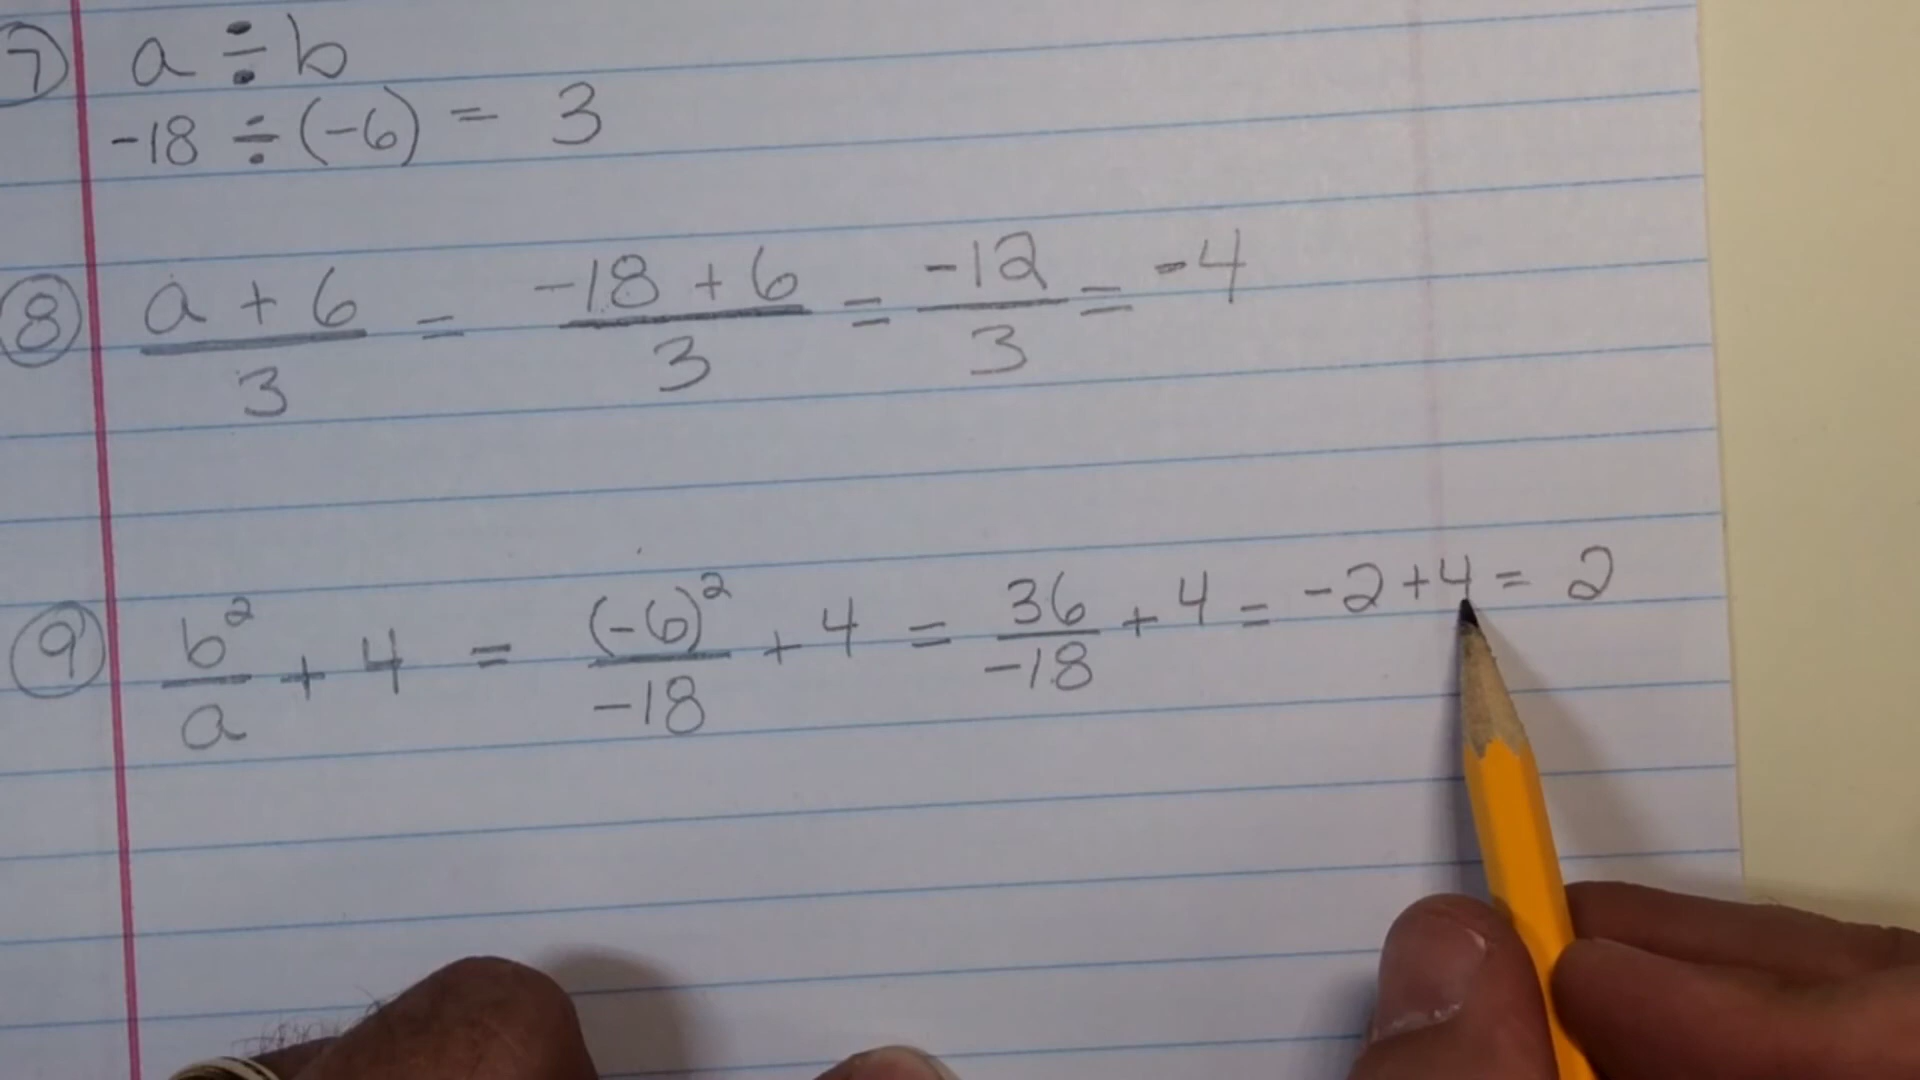 7 a ÷ b
-18 ÷ (-6) = 3
8 (a + 6)/3 = (-18 + 6)/3 = -12/3 = -4
9 b²/a + 4 = (-6)²/-18 + 4 = 36/-18 + 4 = -2 + 4 = 2